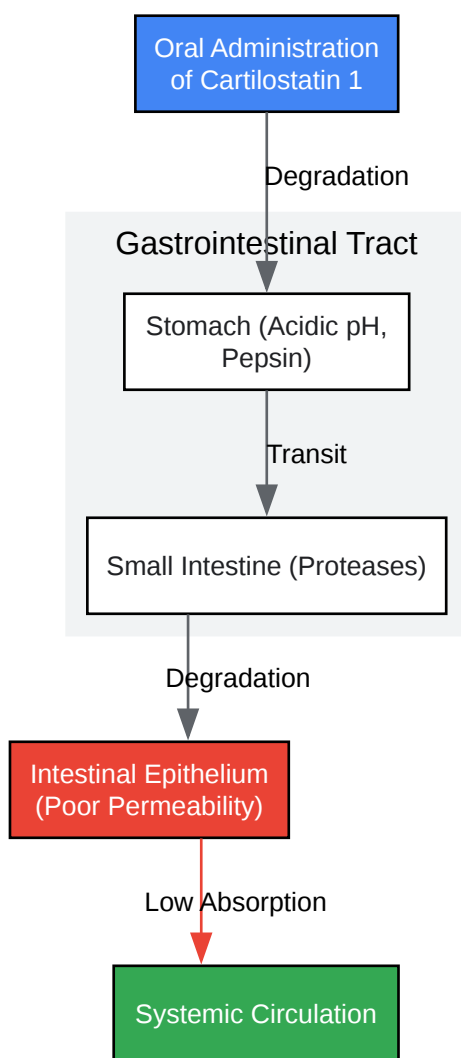 Oral Administration
of Cartilostatin 1
Degradation
Gastrointestinal Tract
Stomach (Acidic pH,
Pepsin)
Transit
Small Intestine (Proteases)
Degradation
Intestinal Epithelium
(Poor Permeability)
Low Absorption
Systemic Circulation